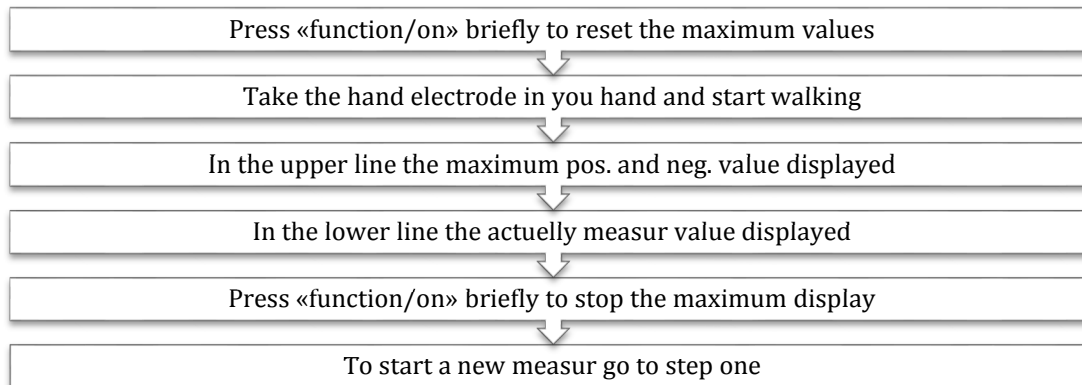 Press «function/on» briefly to reset the maximum values
Take the hand electrode in you hand and start walking
In the upper line the maximum pos. and neg. value displayed
In the lower line the actuelly measur value displayed
Press «function/on» briefly to stop the maximum display
To start a new measur go to step one